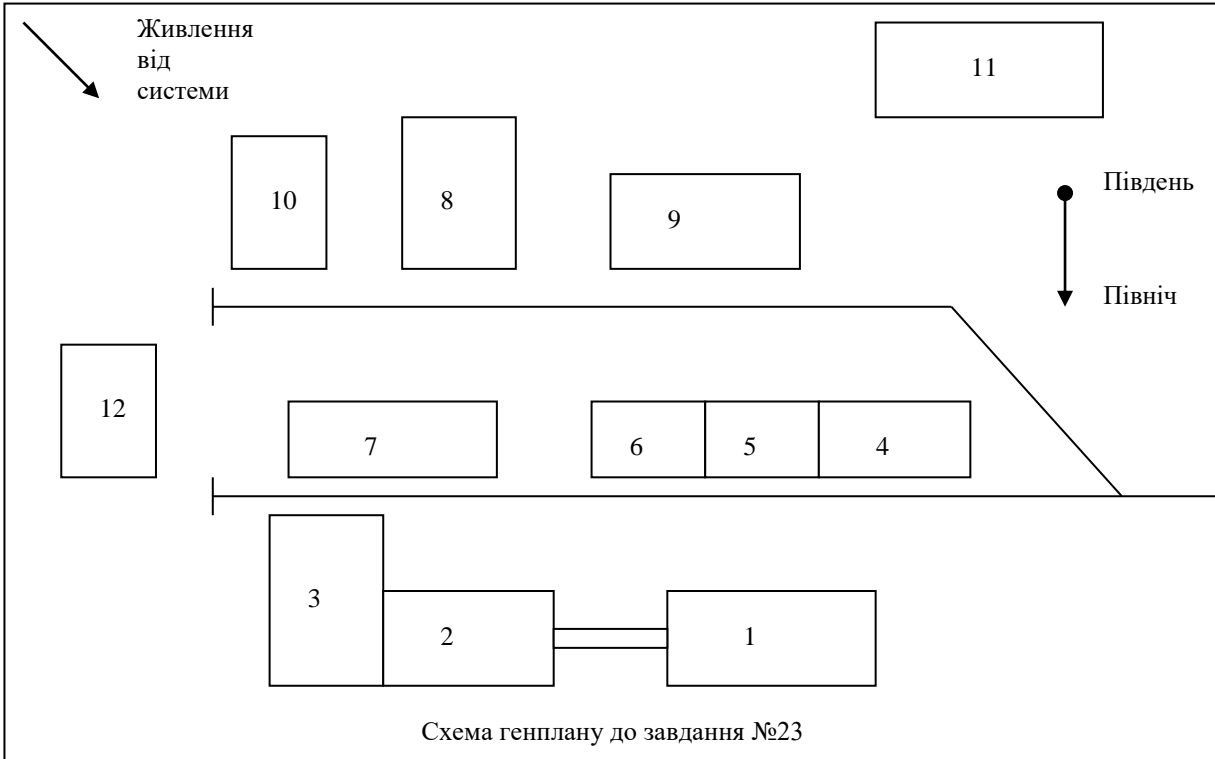 Живлення
від
системи
11
Південь
10
8
9
Північ
12
7
6
5
4
3
2
1
Схема генплану до завдання №23